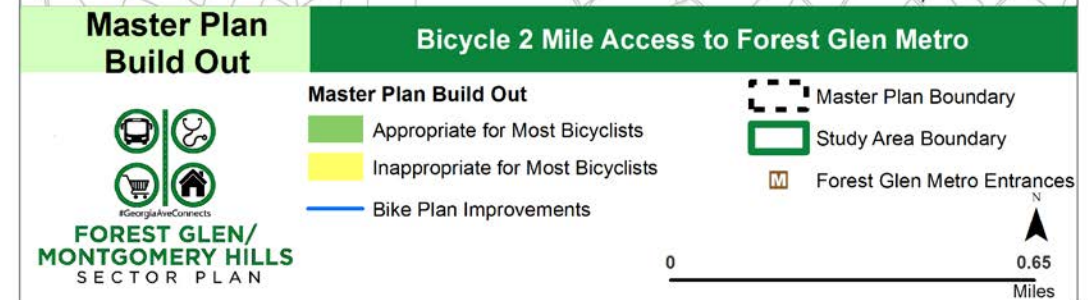 Master Plan
Build Out
Bicycle 2 Mile Access to Forest Glen Metro
#GeorgiaAveConnects
FOREST GLEN/
MONTGOMERY HILLS
SECTOR PLAN
Master Plan Build Out
Appropriate for Most Bicyclists
Inappropriate for Most Bicyclists
Bike Plan Improvements
Master Plan Boundary
Study Area Boundary
M Forest Glen Metro Entrances
N
0 0.65
Miles